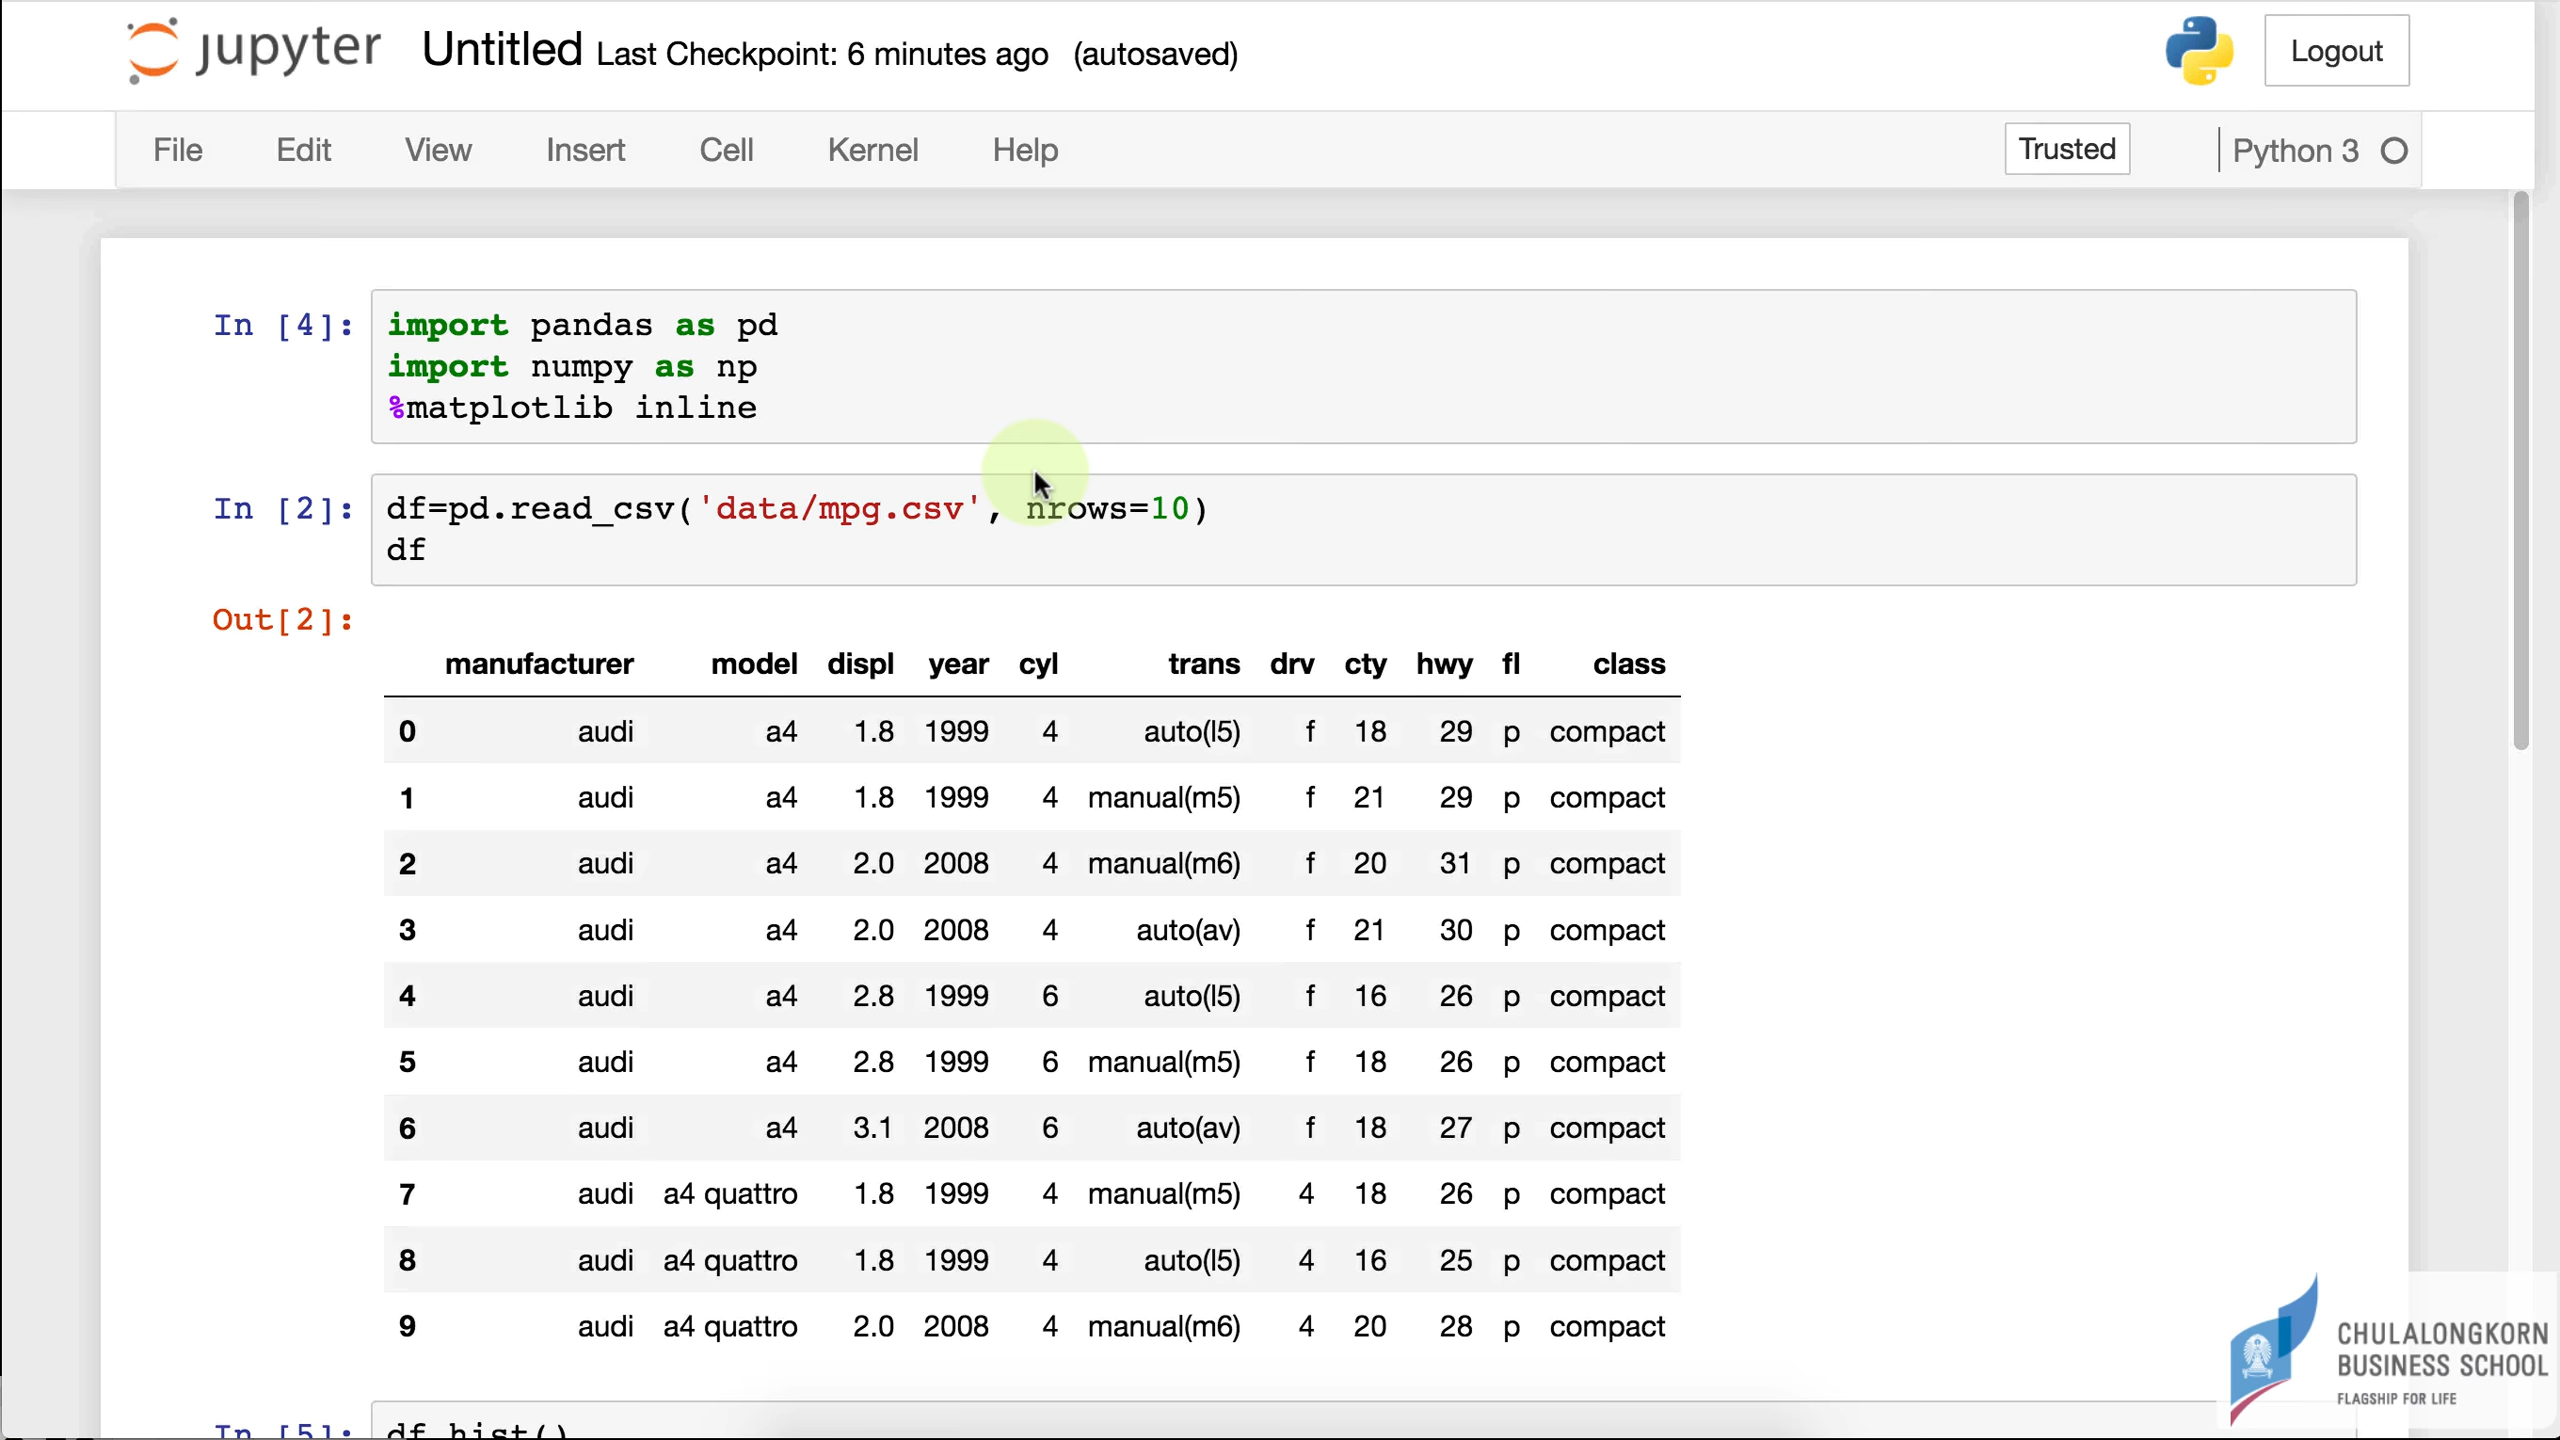 jupyter Untitled Last Checkpoint: 6 minutes ago (autosaved) Logout
File Edit View Insert Cell Kernel Help Trusted Python 3
In [4]: import pandas as pd
import numpy as np
%matplotlib inline
In [2]: df=pd.read_csv('data/mpg.csv', nrows=10)
df
Out[2]:
manufacturer model displ year cyl trans drv cty hwy fl class
0 audi a4 1.8 1999 4 auto(l5) f 18 29 p compact
1 audi a4 1.8 1999 4 manual(m5) f 21 29 p compact
2 audi a4 2.0 2008 4 manual(m6) f 20 31 p compact
3 audi a4 2.0 2008 4 auto(av) f 21 30 p compact
4 audi a4 2.8 1999 6 auto(l5) f 16 26 p compact
5 audi a4 2.8 1999 6 manual(m5) f 18 26 p compact
6 audi a4 3.1 2008 6 auto(av) f 18 27 p compact
7 audi a4 quattro 1.8 1999 4 manual(m5) 4 18 26 p compact
8 audi a4 quattro 1.8 1999 4 auto(l5) 4 16 25 p compact
9 audi a4 quattro 2.0 2008 4 manual(m6) 4 20 28 p compact
In [5]: df.hist()
CHULALONGKORN
BUSINESS SCHOOL
FLAGSHIP FOR LIFE